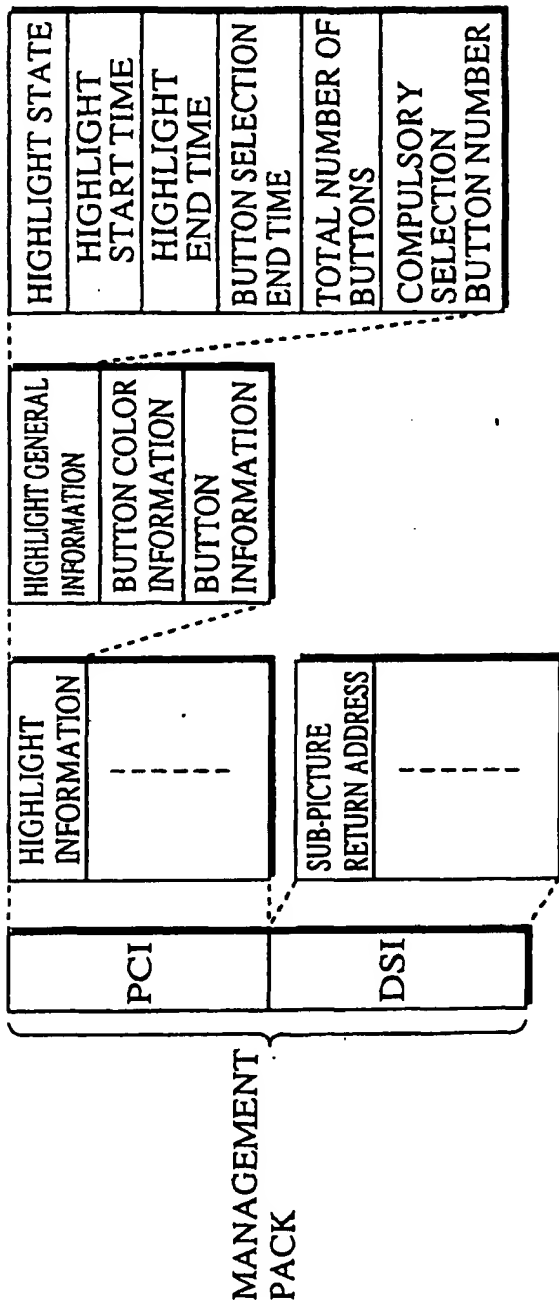 MANAGEMENT
PACK
PCI
DSI
HIGHLIGHT
INFORMATION
SUB-PICTURE
RETURN ADDRESS
HIGHLIGHT GENERAL
INFORMATION
BUTTON COLOR
INFORMATION
BUTTON
INFORMATION
HIGHLIGHT STATE
HIGHLIGHT
START TIME
HIGHLIGHT
END TIME
BUTTON SELECTION
END TIME
TOTAL NUMBER OF
BUTTONS
COMPULSORY
SELECTION
BUTTON NUMBER